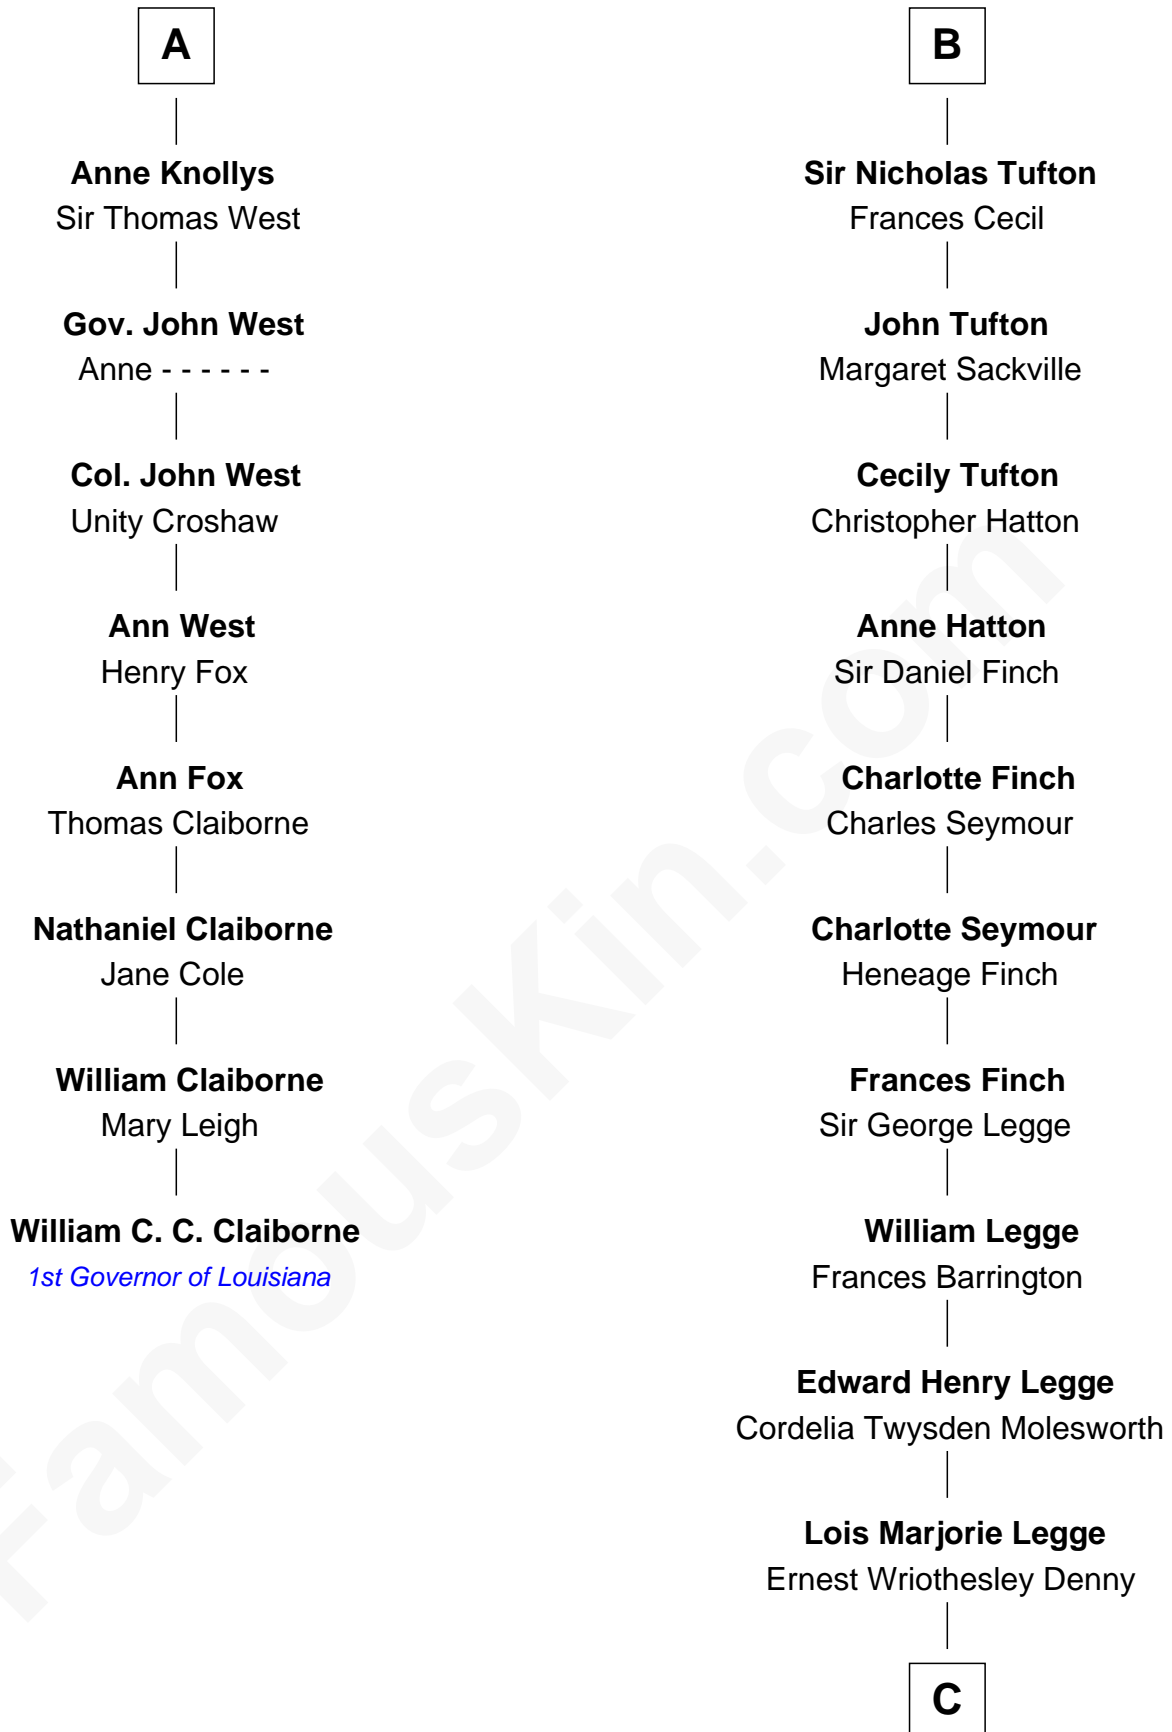 A
Anne Knollys
Sir Thomas West
Gov. John West
Anne - - - - - -
Col. John West
Unity Croshaw
Ann West
Henry Fox
Ann Fox
Thomas Claiborne
Nathaniel Claiborne
Jane Cole
William Claiborne
Mary Leigh
William C. C. Claiborne
1st Governor of Louisiana
B
Sir Nicholas Tufton
Frances Cecil
John Tufton
Margaret Sackville
Cecily Tufton
Christopher Hatton
Anne Hatton
Sir Daniel Finch
Charlotte Finch
Charles Seymour
Charlotte Seymour
Heneage Finch
Frances Finch
Sir George Legge
William Legge
Frances Barrington
Edward Henry Legge
Cordelia Twysden Molesworth
Lois Marjorie Legge
Ernest Wriothesley Denny
C
FamousKin.com